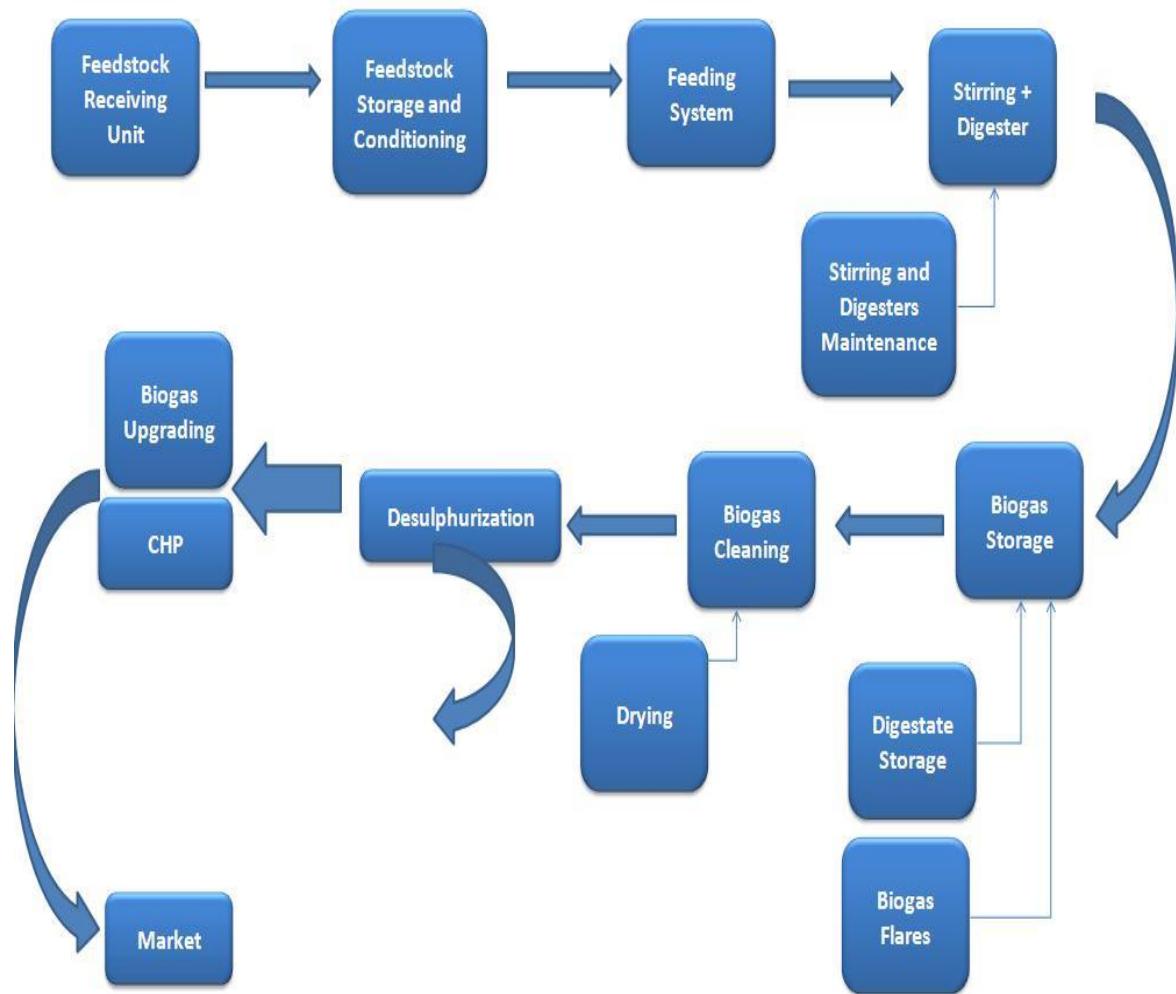 Feedstock
Receiving
Unit
Feedstock
Storage and
Conditioning
Feeding
System
Stirring +
Digester
Stirring and
Digesters
Maintenance
Biogas
Upgrading
CHP
Desulphurization
Biogas
Cleaning
Biogas
Storage
Drying
Digestate
Storage
Biogas
Flares
Market